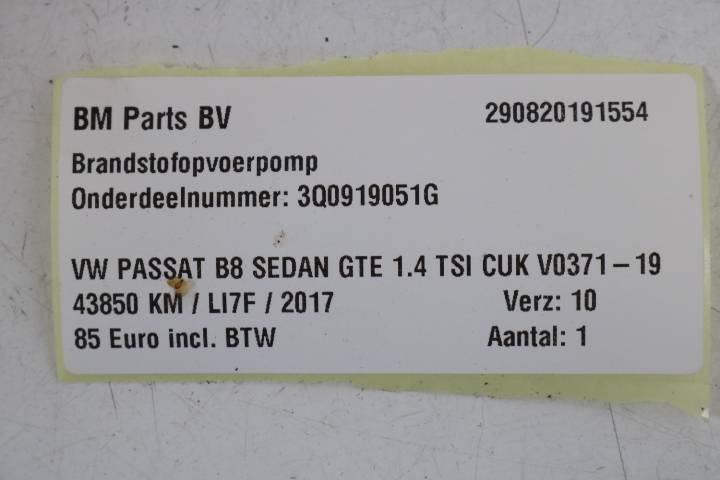 BM Parts BV 290820191554
Brandstofopvoerpomp
Onderdeelnummer: 3Q0919051G
VW PASSAT B8 SEDAN GTE 1.4 TSI CUK V0371-19
43850 KM / LI7F / 2017 Verz: 10
85 Euro incl. BTW Aantal: 1